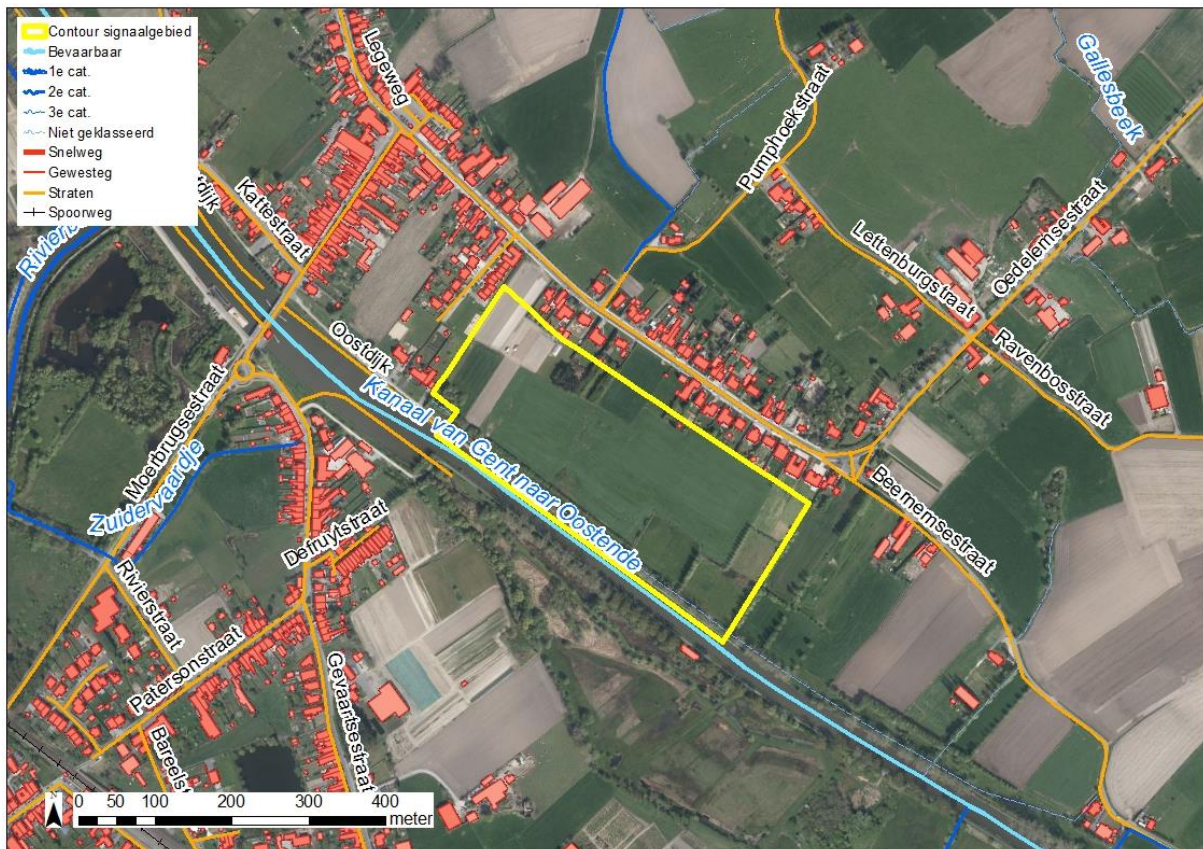 Contour signaalgebied
Bevaarbaar
1e cat.
2e cat.
3e cat.
Niet geklasseerd
Snelweg
Gewesteg
Straten
Spoorweg
Legeweg
Gallesbeek
Pumphoekstraat
Kattestraat
Lettenburgstraat
Oedelemsestraat
Oostdijk
Ravenbosstraat
Kanaal van Gent naar Oostende
Moerbrugsestraat
Zuidervaardje
Beernemsestraat
Defruytstraat
Rivierstraat
Patersonstraat
Gevaartsestraat
N
0 50 100 200 300 400
meter